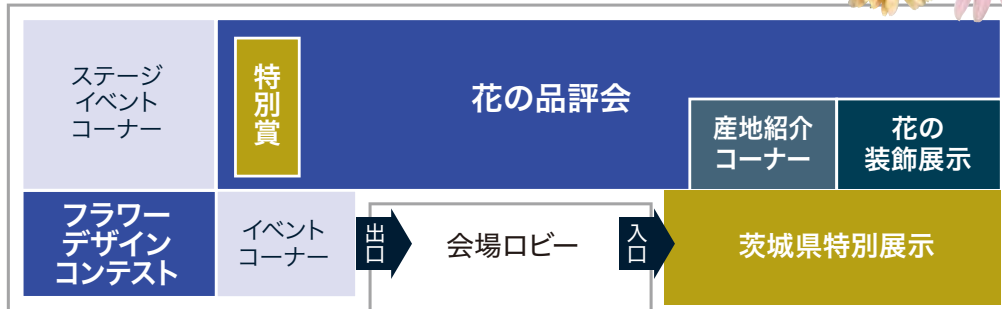 ステージ
イベント
コーナー
特別賞
花の品評会
産地紹介
コーナー
花の
装飾展示
フラワー
デザイン
コンテスト
イベント
コーナー
出口
会場ロビー
入口
茨城県特別展示